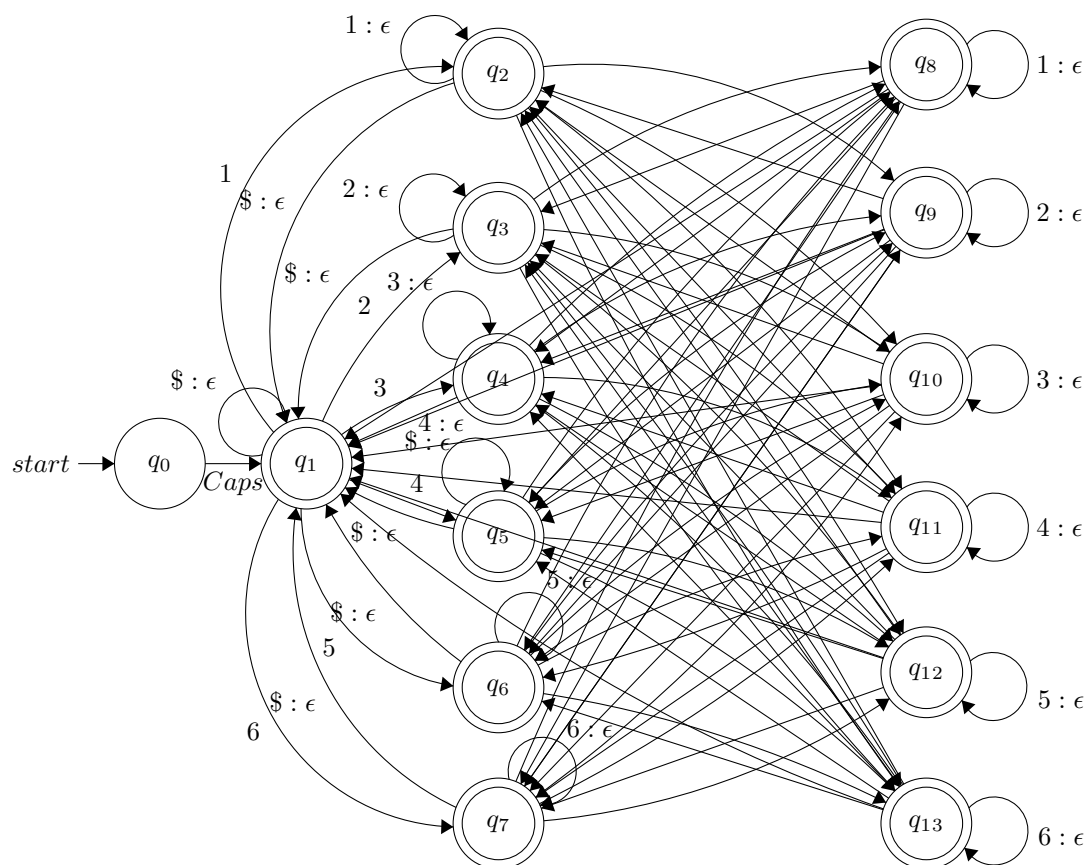 1 : ϵ
q2
q8
1 : ϵ
1
$ : ϵ
2 : ϵ
q3
q9
2 : ϵ
$ : ϵ
3 : ϵ
2
$ : ϵ
3
q4
q10
3 : ϵ
4 : ϵ
$ : ϵ
start
q0
Caps
q1
4
$ : ϵ
q5
q11
4 : ϵ
5 : ϵ
$ : ϵ
5
q6
q12
5 : ϵ
$ : ϵ
6
6 : ϵ
q7
q13
6 : ϵ